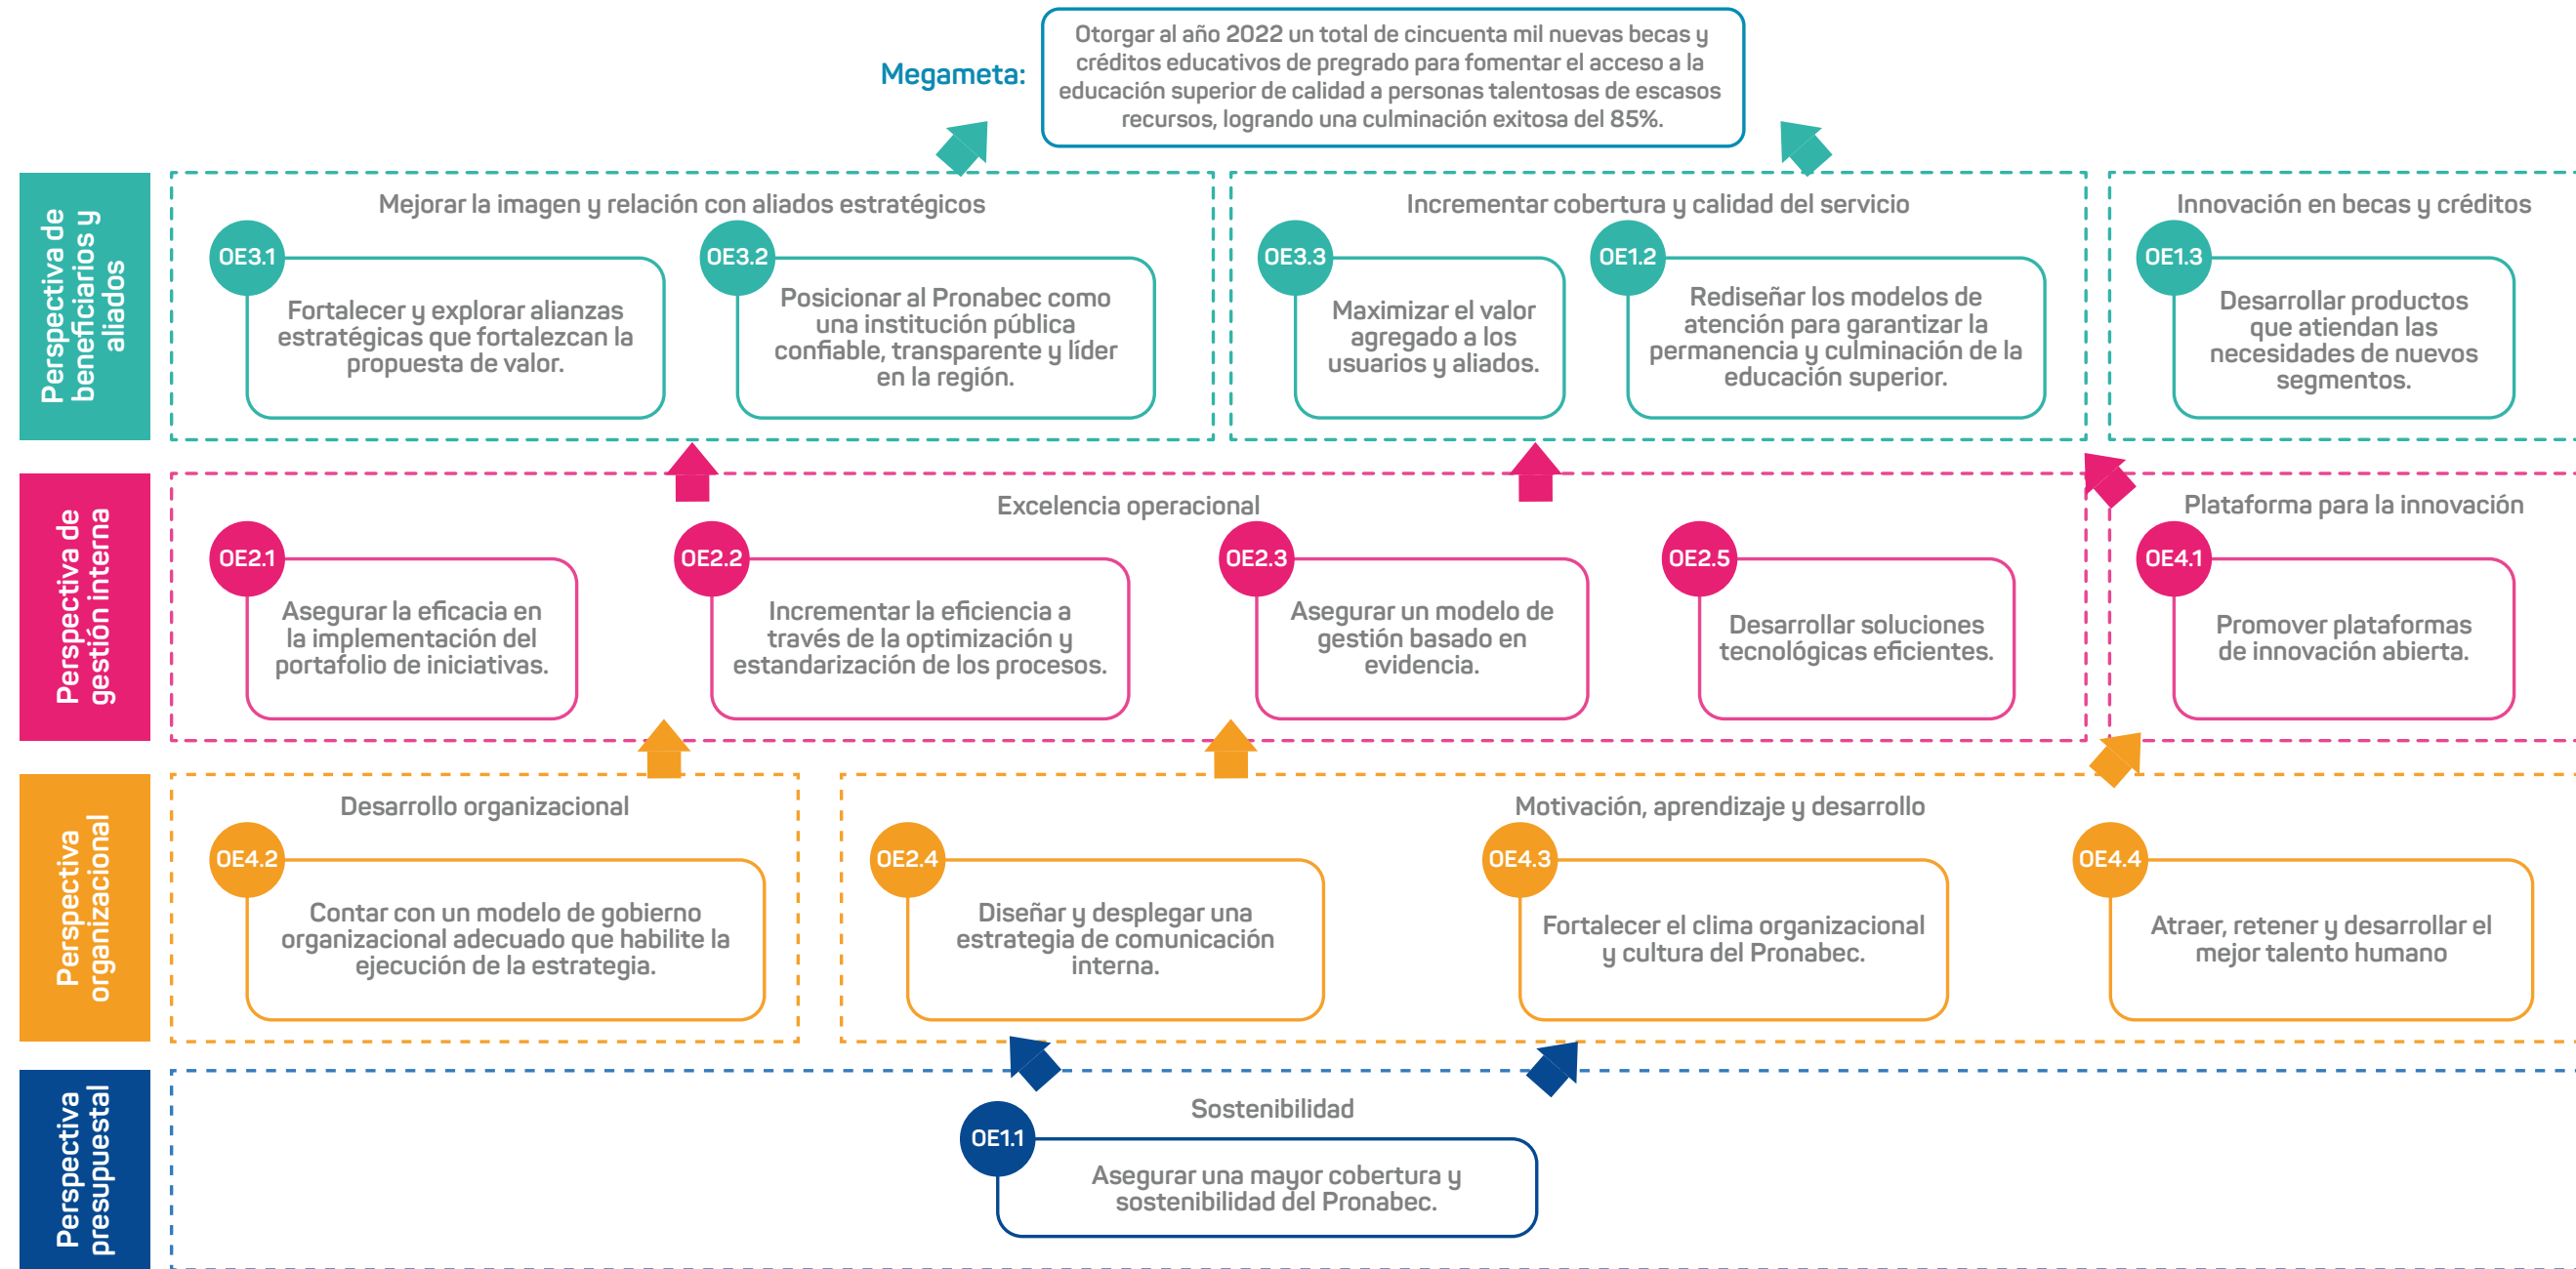 Megameta:
Otorgar al año 2022 un total de cincuenta mil nuevas becas y
créditos educativos de pregrado para fomentar el acceso a la
educación superior de calidad a personas talentosas de escasos
recursos, logrando una culminación exitosa del 85%.
Perspectiva de
beneficiarios y
aliados
Mejorar la imagen y relación con aliados estratégicos
OE3.1
Fortalecer y explorar alianzas
estratégicas que fortalezcan la
propuesta de valor.
OE3.2
Posicionar al Pronabec como
una institución pública
confiable, transparente y líder
en la región.
Incrementar cobertura y calidad del servicio
OE3.3
Maximizar el valor
agregado a los
usuarios y aliados.
OE1.2
Rediseñar los modelos de
atención para garantizar la
permanencia y culminación de la
educación superior.
Innovación en becas y créditos
OE1.3
Desarrollar productos
que atiendan las
necesidades de nuevos
segmentos.
Perspectiva de
gestión interna
Excelencia operacional
OE2.1
Asegurar la eficacia en
la implementación del
portafolio de iniciativas.
OE2.2
Incrementar la eficiencia a
través de la optimización y
estandarización de los procesos.
OE2.3
Asegurar un modelo de
gestión basado en
evidencia.
OE2.5
Desarrollar soluciones
tecnológicas eficientes.
Plataforma para la innovación
OE4.1
Promover plataformas
de innovación abierta.
Perspectiva
organizacional
Desarrollo organizacional
OE4.2
Contar con un modelo de gobierno
organizacional adecuado que habilite la
ejecución de la estrategia.
Motivación, aprendizaje y desarrollo
OE2.4
Diseñar y desplegar una
estrategia de comunicación
interna.
OE4.3
Fortalecer el clima organizacional
y cultura del Pronabec.
OE4.4
Atraer, retener y desarrollar el
mejor talento humano
Perspectiva
presupuestal
Sostenibilidad
OE1.1
Asegurar una mayor cobertura y
sostenibilidad del Pronabec.